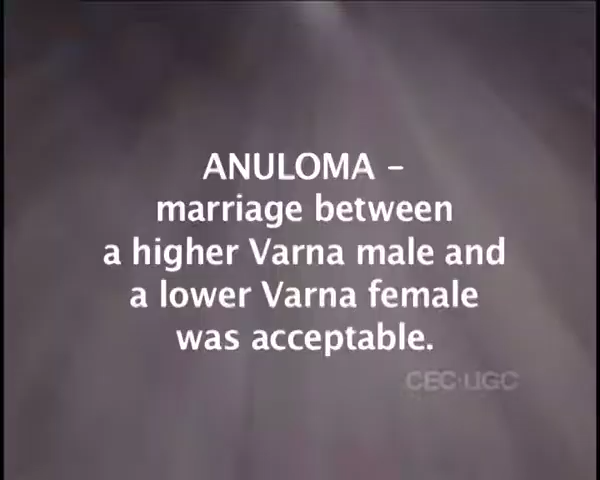 ANULOMA –
marriage between
a higher Varna male and
a lower Varna female
was acceptable.
CEC-UGC